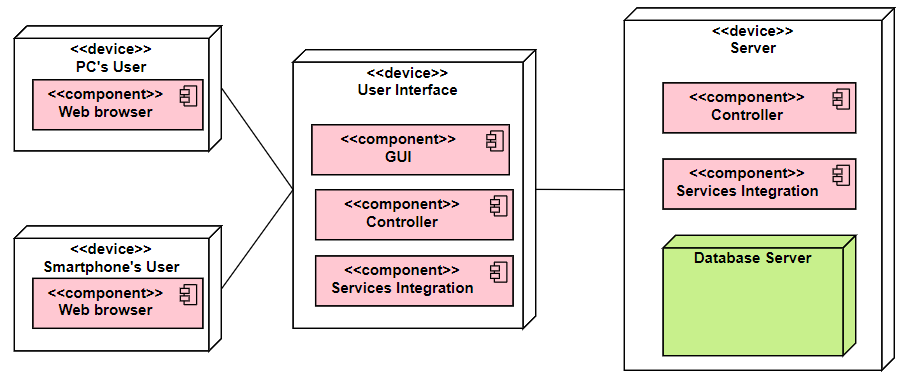 <<device>>
PC's User
<<component>>
Web browser
<<device>>
Smartphone's User
<<component>>
Web browser
<<device>>
User Interface
<<component>>
GUI
<<component>>
Controller
<<component>>
Services Integration
<<device>>
Server
<<component>>
Controller
<<component>>
Services Integration
Database Server